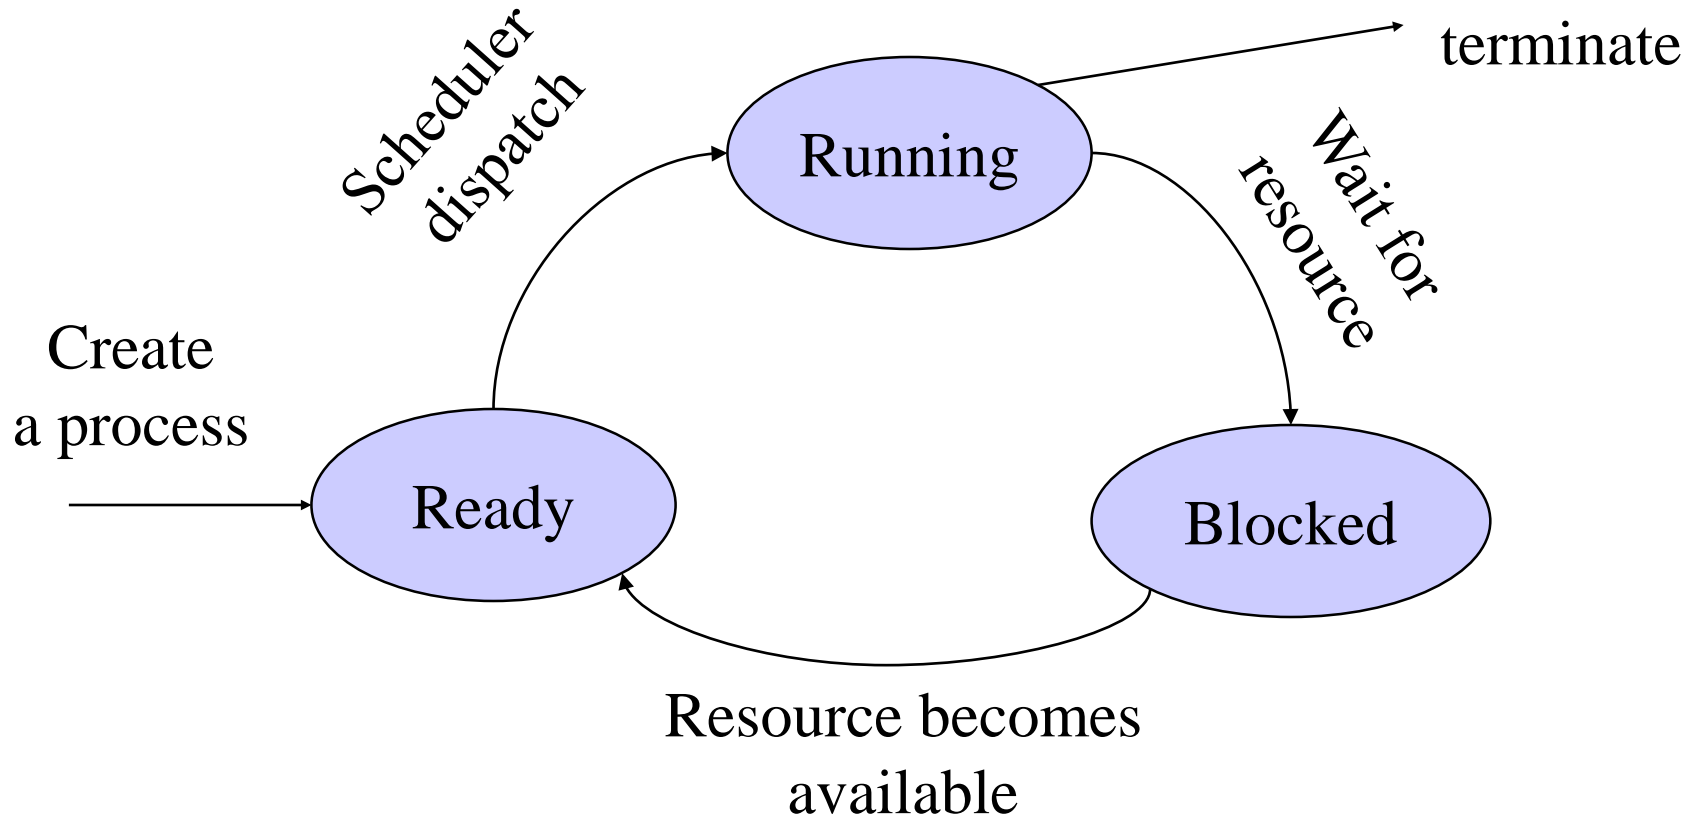 Scheduler
dispatch
terminate
Running
Wait for
resource
Create
a process
Ready
Blocked
Resource becomes
available